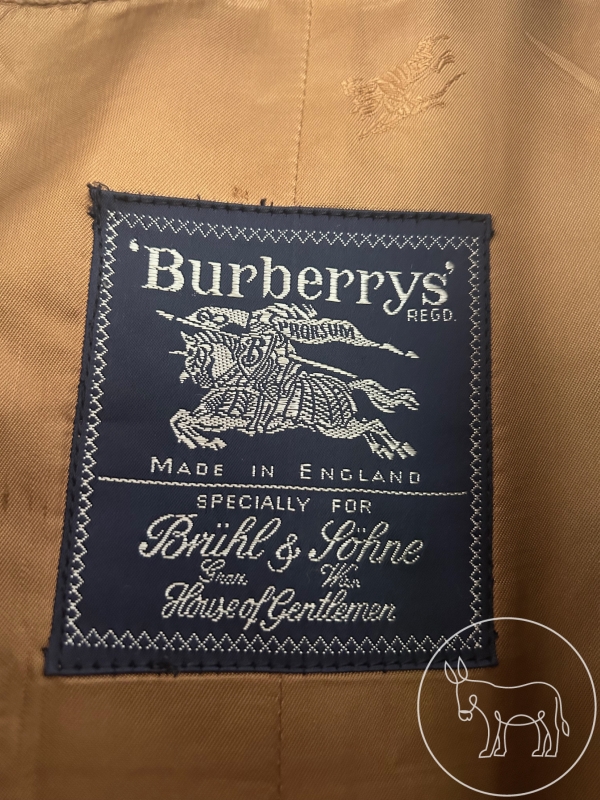 'Burberrys'
REGD.
PRORSUM
B
MADE IN ENGLAND
SPECIALLY FOR
Brühl & Söhne
Graz Wien
House of Gentlemen